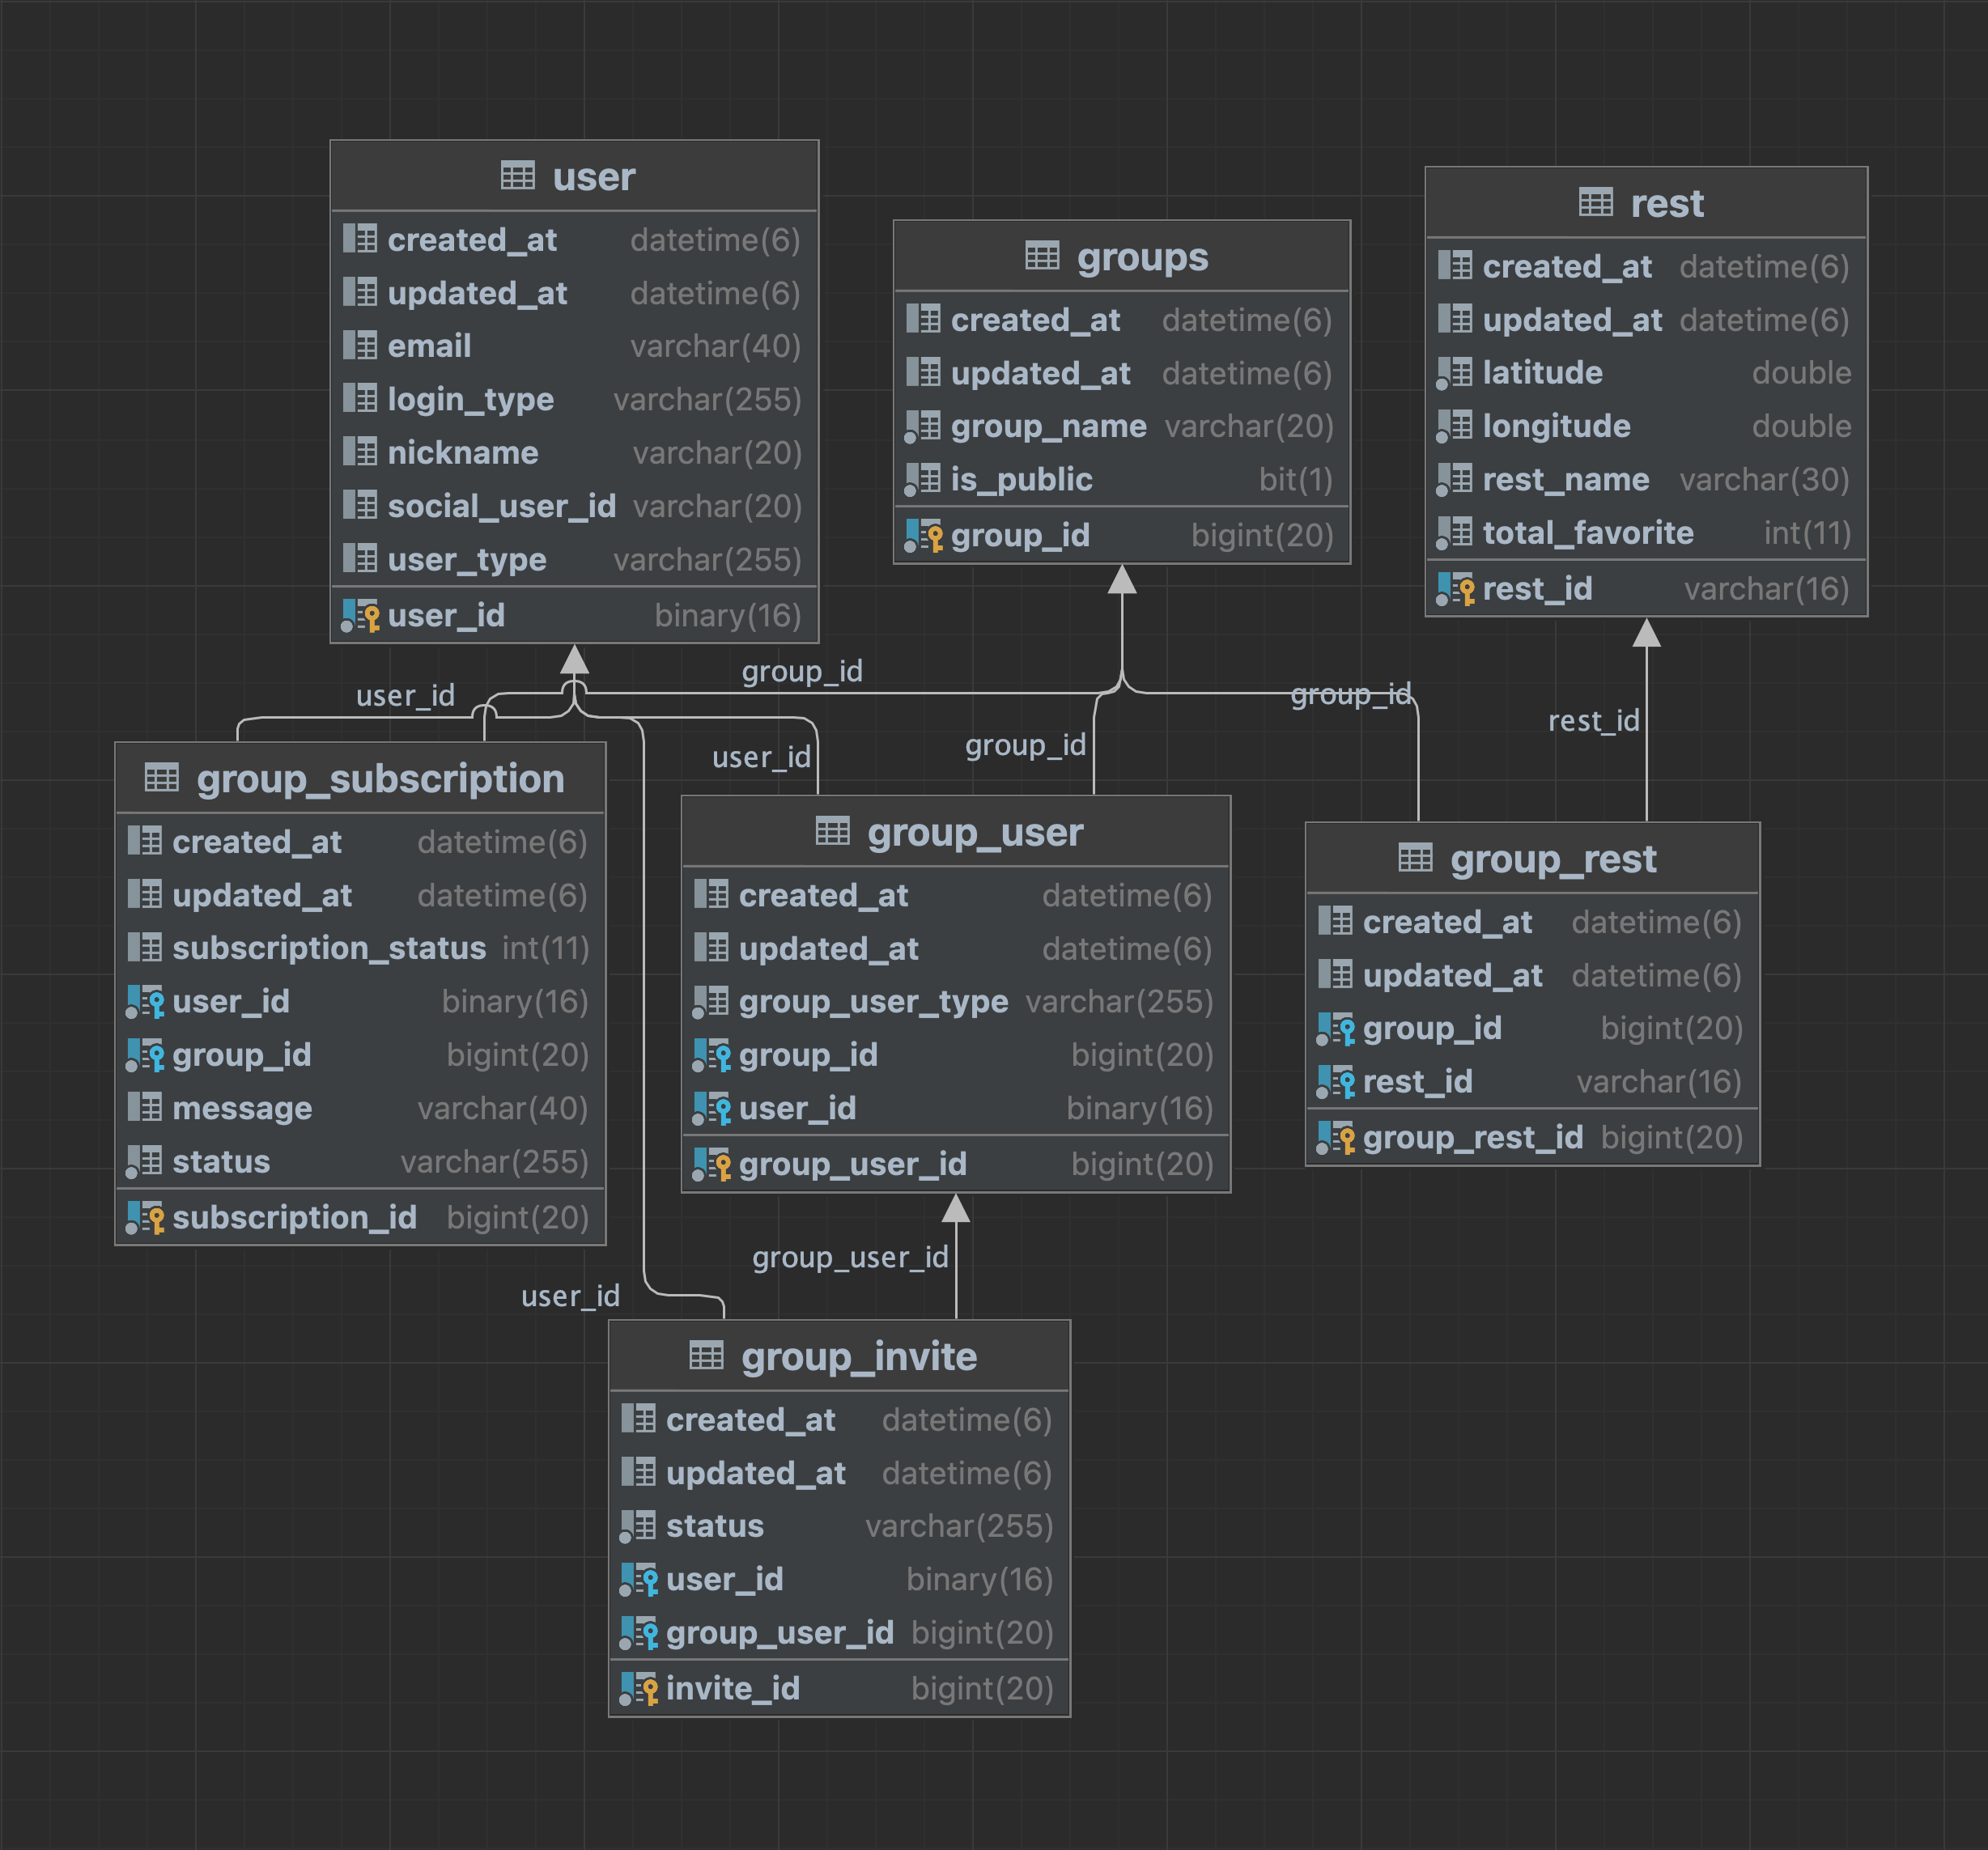 user
created_at datetime(6)
updated_at datetime(6)
email varchar(40)
login_type varchar(255)
nickname varchar(20)
social_user_id varchar(20)
user_type varchar(255)
user_id binary(16)
groups
created_at datetime(6)
updated_at datetime(6)
group_name varchar(20)
is_public bit(1)
group_id bigint(20)
rest
created_at datetime(6)
updated_at datetime(6)
latitude double
longitude double
rest_name varchar(30)
total_favorite int(11)
rest_id varchar(16)
user_id
group_id
user_id
group_id
group_id
rest_id
group_subscription
created_at datetime(6)
updated_at datetime(6)
subscription_status int(11)
user_id binary(16)
group_id bigint(20)
message varchar(40)
status varchar(255)
subscription_id bigint(20)
group_user
created_at datetime(6)
updated_at datetime(6)
group_user_type varchar(255)
group_id bigint(20)
user_id binary(16)
group_user_id bigint(20)
group_rest
created_at datetime(6)
updated_at datetime(6)
group_id bigint(20)
rest_id varchar(16)
group_rest_id bigint(20)
group_user_id
user_id
group_invite
created_at datetime(6)
updated_at datetime(6)
status varchar(255)
user_id binary(16)
group_user_id bigint(20)
invite_id bigint(20)